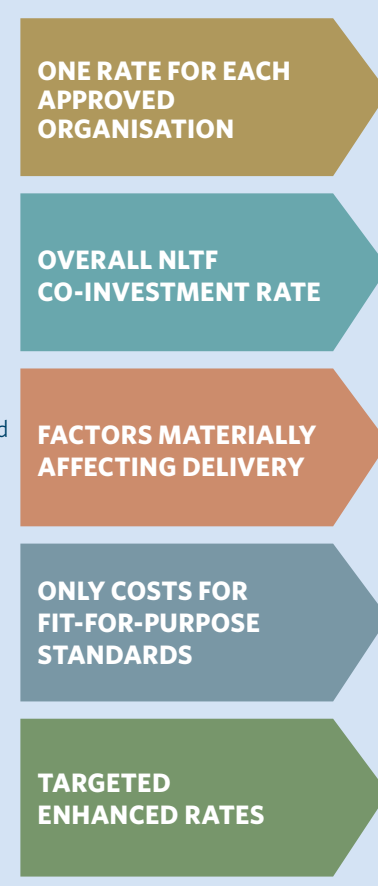 ONE RATE FOR EACH
APPROVED
ORGANISATION
OVERALL NLTF
CO-INVESTMENT RATE
d
FACTORS MATERIALLY
AFFECTING DELIVERY
ONLY COSTS FOR
FIT-FOR-PURPOSE
STANDARDS
TARGETED
ENHANCED RATES